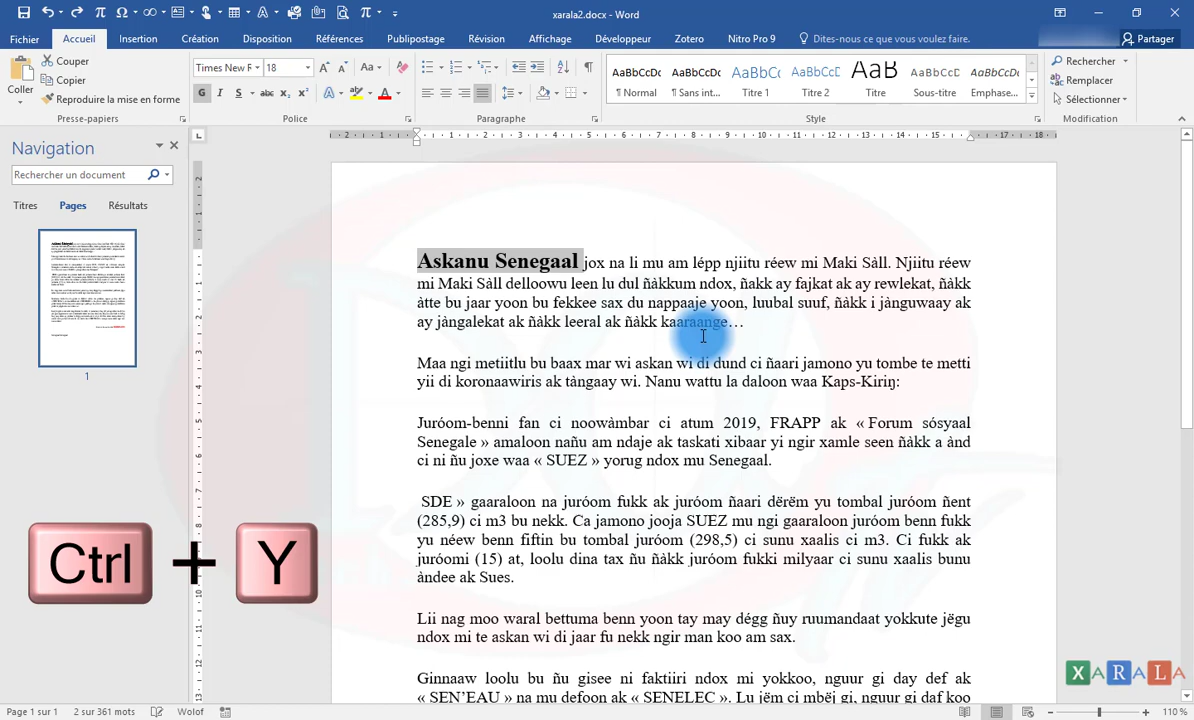 xarala2.docx - Word
Fichier Accueil Insertion Création Disposition Références Publipostage Révision Affichage Développeur Zotero Nitro Pro 9 Dites-nous ce que vous voulez faire. Partager
Coller
Couper
Copier
Reproduire la mise en forme
Presse-papiers
Times New R 18
G I S abc x₂ x²
Police
Paragraphe
AaBbCcDc AaBbCcDc AaBbCcDc AaBbCcD AaB AaBbCcDc AaBbCcDc
¶ Normal ¶ Sans int... Titre 1 Titre 2 Titre Sous-titre Emphase...
Style
Rechercher
Remplacer
Sélectionner
Modification
Navigation
Rechercher un document
Titres Pages Résultats
1
Askanu Senegaal jox na li mu am lépp njiitu réew mi Maki Sàll. Njiitu réew
mi Maki Sàll delloowu leen lu dul ñàkkum ndox, ñakk ay fajkat ak ay rewlekat, ñàkk
àtte bu jaar yoon bu fekkee sax du nappaaje yoon, luubal suuf, ñàkk i jànguwaay ak
ay jàngalekat ak ñàkk leeral ak ñàkk kaaraange…
Maa ngi metiitlu bu baax mar wi askan wi di dund ci ñaari jamono yu tombe te metti
yii di koronaawiris ak tàngaay wi. Nanu wattu la daloon waa Kaps-Kiriŋ:
Juróom-benni fan ci noowàmbar ci atum 2019, FRAPP ak « Forum sósyaal
Senegale » amaloon nañu am ndaje ak taskati xibaar yi ngir xamle seen ñàkk a ànd
ci ni ñu joxe waa « SUEZ » yorug ndox mu Senegaal.
SDE » gaaraloon na juróom fukk ak juróom ñaari dërëm yu tombal juróom ñent
(285,9) ci m3 bu nekk. Ca jamono jooja SUEZ mu ngi gaaraloon juróom benn fukk
yu néew benn fiftin bu tombal juróom (298,5) ci sunu xaalis ci m3. Ci fukk ak
juróomi (15) at, loolu dina tax ñu ñàkk juróom fukki milyaar ci sunu xaalis bunu
àndee ak Sues.
Lii nag moo waral bettuma benn yoon tay may dégg ñuy ruumandaat yokkute jëgu
ndox mi te askan wi di jaar fu nekk ngir man koo am sax.
Ginnaaw loolu bu ñu gisee ni faktiiri ndox mi yokkoo, nguur gi day def ak
« SEN’EAU » na mu defoon ak « SENELEC ». Lu jëm ci mbëj gi, nguur gi daf koo
Ctrl + Y
XARALA
Page 1 sur 1 2 sur 361 mots Wolof 110 %